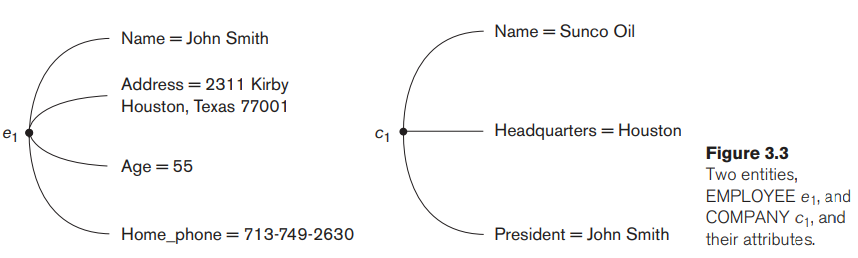 e1
Name = John Smith
Address = 2311 Kirby
Houston, Texas 77001
Age = 55
Home_phone = 713-749-2630
c1
Name = Sunco Oil
Headquarters = Houston
President = John Smith
Figure 3.3
Two entities,
EMPLOYEE e1, and
COMPANY c1, and
their attributes.